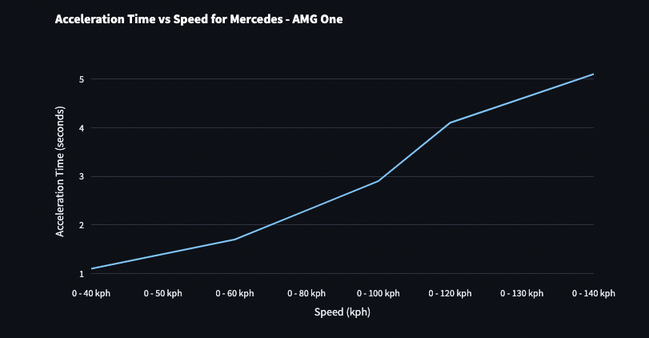 Acceleration Time vs Speed for Mercedes - AMG One
Acceleration Time (seconds)
5
4
3
2
1
0 - 40 kph 0 - 50 kph 0 - 60 kph 0 - 80 kph 0 - 100 kph 0 - 120 kph 0 - 130 kph 0 - 140 kph
Speed (kph)